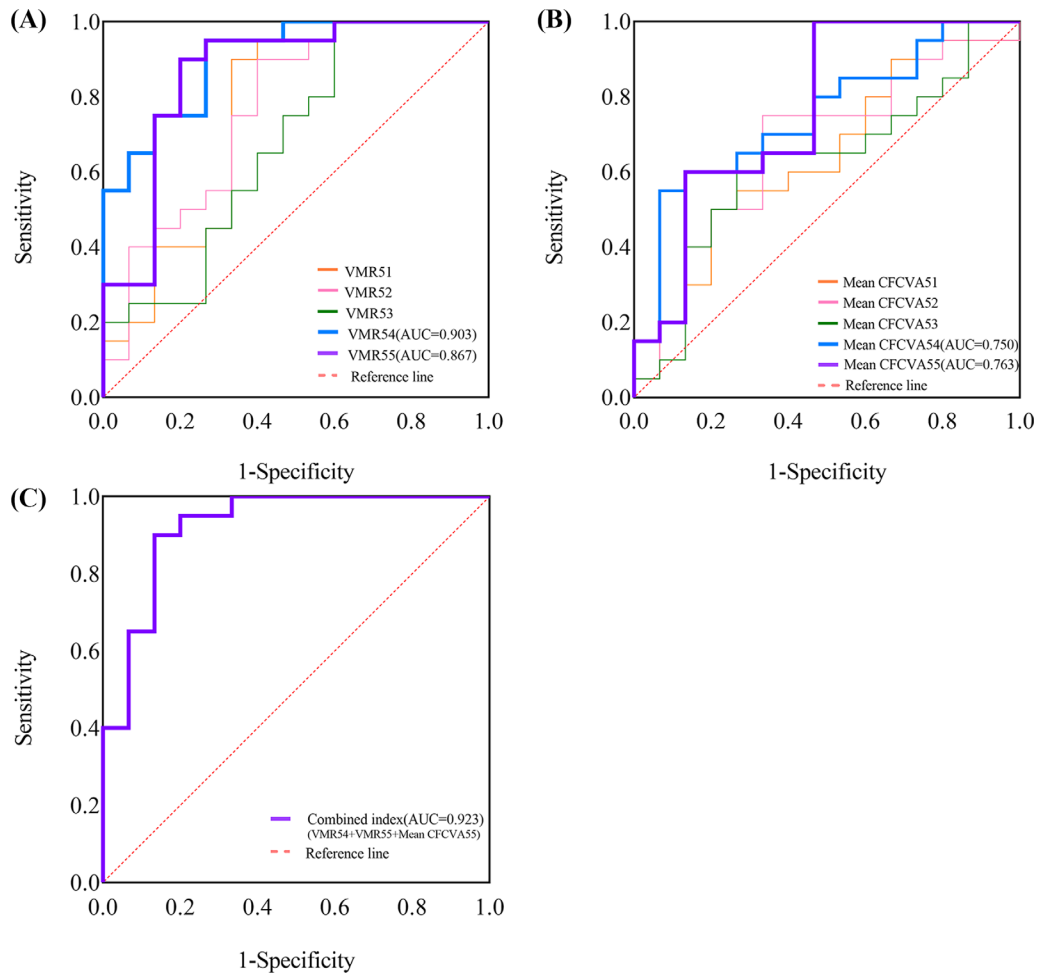 (A)
1.0
0.8
0.6
0.4
0.2
0.0
Sensitivity
VMR51
VMR52
VMR53
VMR54(AUC=0.903)
VMR55(AUC=0.867)
Reference line
0.0 0.2 0.4 0.6 0.8 1.0
1-Specificity
(B)
1.0
0.8
0.6
0.4
0.2
0.0
Sensitivity
Mean CFCVA51
Mean CFCVA52
Mean CFCVA53
Mean CFCVA54(AUC=0.750)
Mean CFCVA55(AUC=0.763)
Reference line
0.0 0.2 0.4 0.6 0.8 1.0
1-Specificity
(C)
1.0
0.8
0.6
0.4
0.2
0.0
Sensitivity
Combined index(AUC=0.923)
(VMR54+VMR55+Mean CFCVA55)
Reference line
0.0 0.2 0.4 0.6 0.8 1.0
1-Specificity